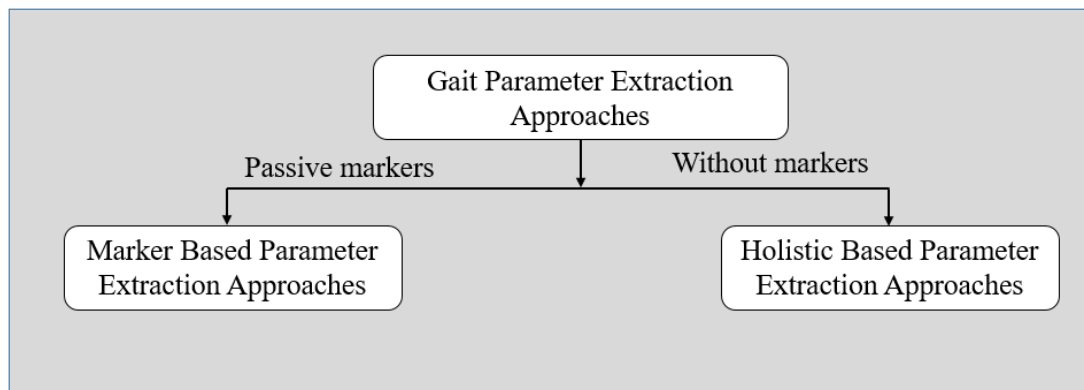 Gait Parameter Extraction
Approaches
Passive markers
Without markers
Marker Based Parameter
Extraction Approaches
Holistic Based Parameter
Extraction Approaches